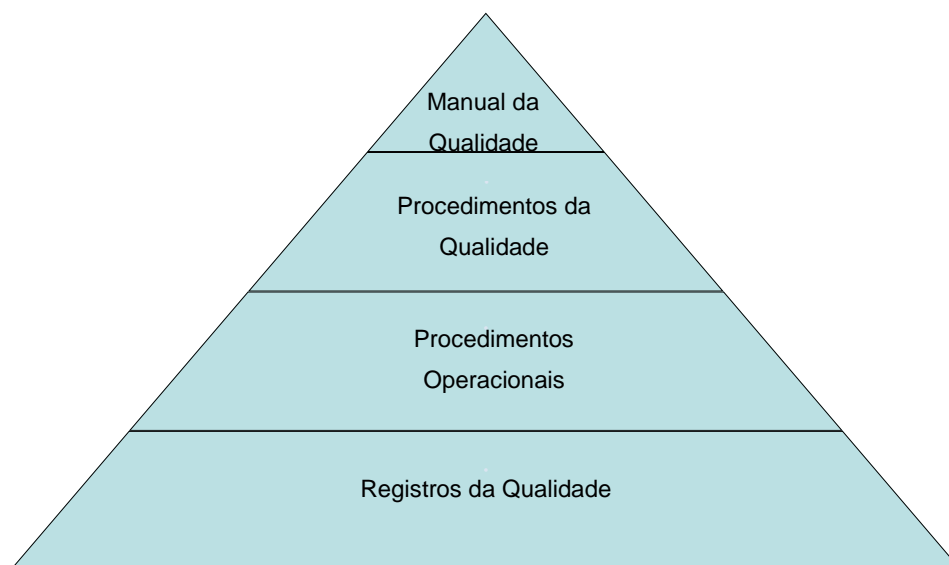 Manual da
Qualidade
Procedimentos da
Qualidade
Procedimentos
Operacionais
Registros da Qualidade